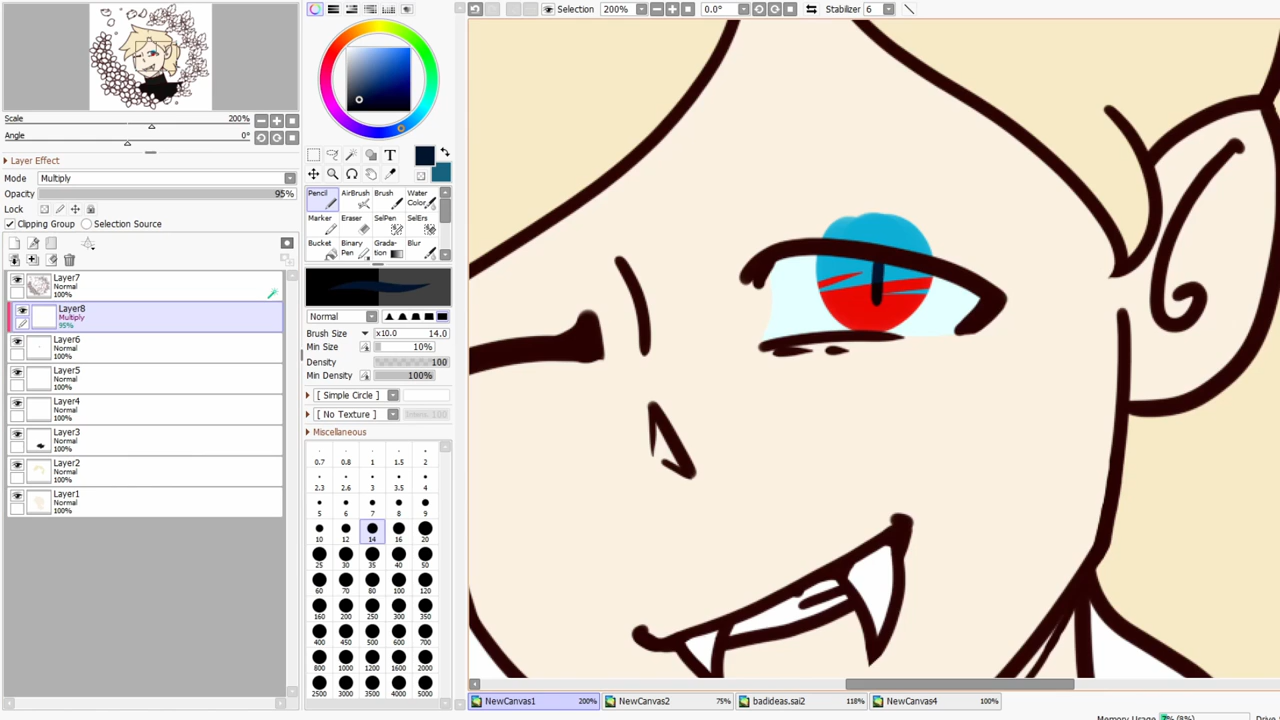 Selection 200% 0.0° Stabilizer 6
Scale 200%
Angle 0°
Layer Effect
Mode Multiply
Opacity 95%
Lock
Clipping Group Selection Source
Layer7
Normal
100%
Layer8
Multiply
95%
Layer6
Normal
100%
Layer5
Normal
100%
Layer4
Normal
100%
Layer3
Normal
100%
Layer2
Normal
100%
Layer1
Normal
100%
T
Pencil AirBrush Brush Water Color
Marker Eraser SelPen SelErs
Bucket Binary Pen Grada-tion Blur
Normal
Brush Size x10.0 14.0
Min Size 10%
Density 100
Min Density 100%
[ Simple Circle ]
[ No Texture ] Intens. 100
Miscellaneous
0.7 0.8 1 1.5 2
2.3 2.6 3 3.5 4
5 6 7 8 9
10 12 14 16 20
25 30 35 40 50
60 70 80 100 120
160 200 250 300 350
400 450 500 600 700
800 1000 1200 1600 2000
2500 3000 3500 4000 5000
NewCanvas1 200% NewCanvas2 75% badideas.sai2 118% NewCanvas4 100%
Memory Usage 7% (8%)